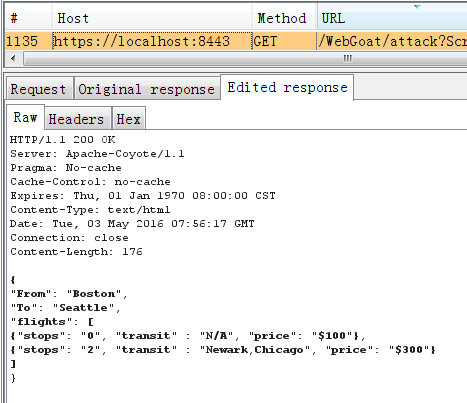 # Host Method URL
1135 https://localhost:8443 GET /WebGoat/attack?Scr
Request Original response Edited response
Raw Headers Hex
HTTP/1.1 200 OK
Server: Apache-Coyote/1.1
Pragma: No-cache
Cache-Control: no-cache
Expires: Thu, 01 Jan 1970 08:00:00 CST
Content-Type: text/html
Date: Tue, 03 May 2016 07:56:17 GMT
Connection: close
Content-Length: 176
{
"From": "Boston",
"To": "Seattle",
"flights": [
{"stops": "0", "transit" : "N/A", "price": "$100"},
{"stops": "2", "transit" : "Newark,Chicago", "price": "$300"}
]
}